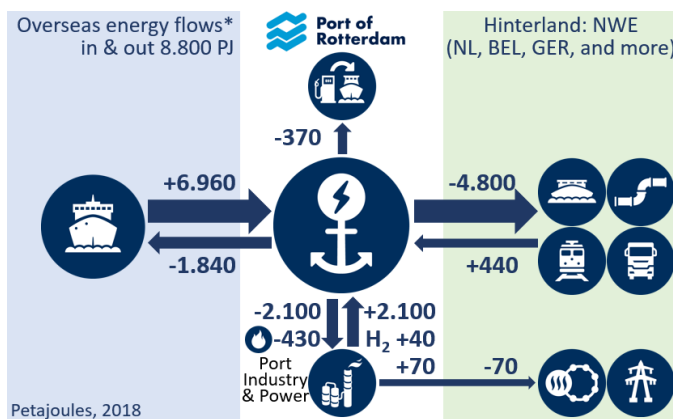 Overseas energy flows*
in & out 8.800 PJ
Port of
Rotterdam
Hinterland: NWE
(NL, BEL, GER, and more)
-370
+6.960
-4.800
-1.840
+440
-2.100
+2.100
-430
H₂ +40
Port
Industry
& Power
+70
-70
Petajoules, 2018